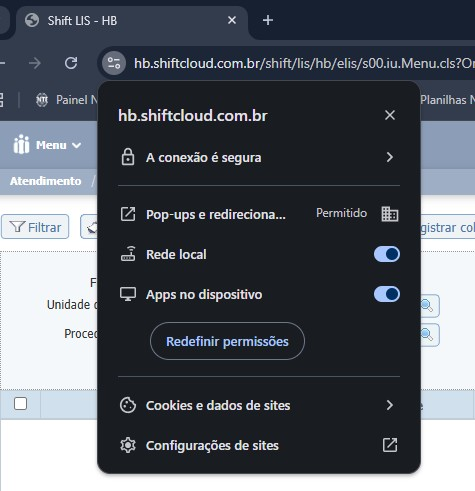 Shift LIS - HB
hb.shiftcloud.com.br/shift/lis/hb/elis/s00.iu.Menu.cls?O
NTI Painel N
Planilhas N
Menu
Atendimento /
Filtrar
gistrar col
Unidade d
Proced
hb.shiftcloud.com.br
A conexão é segura
Pop-ups e redireciona... Permitido
Rede local
Apps no dispositivo
Redefinir permissões
Cookies e dados de sites
Configurações de sites